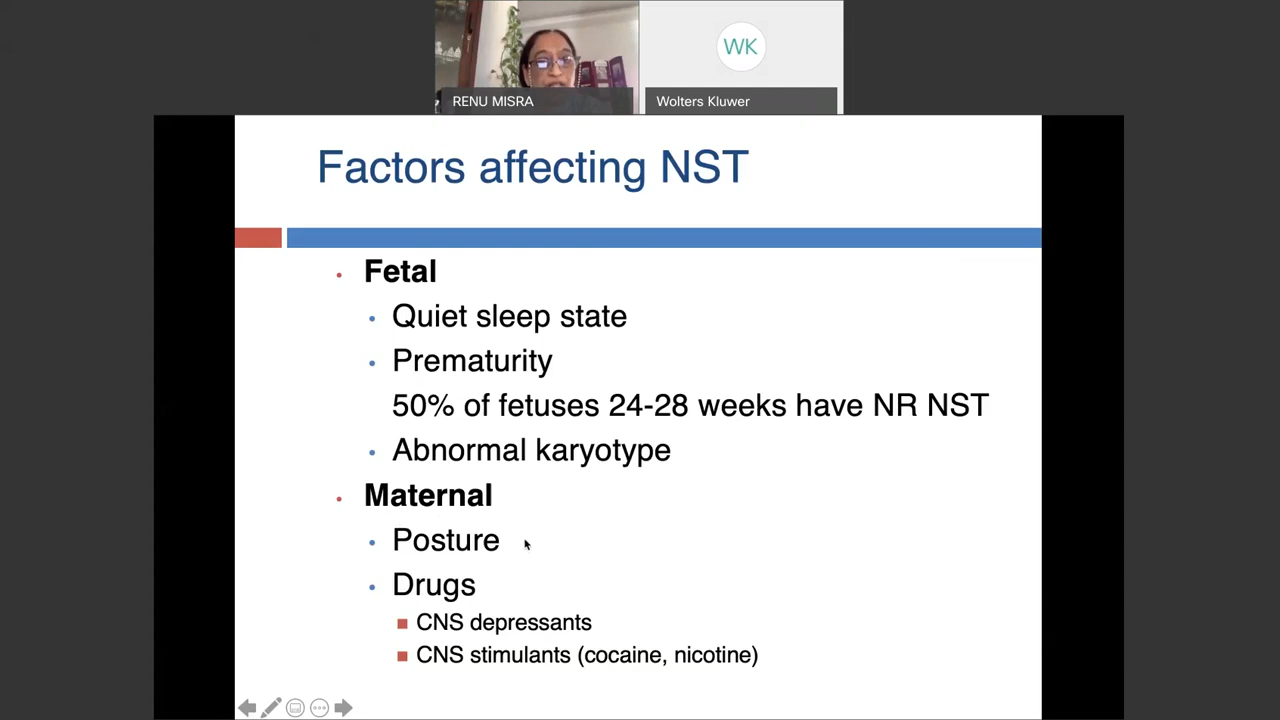 WK
RENU MISRA
Wolters Kluwer
Factors affecting NST
Fetal
Quiet sleep state
Prematurity
50% of fetuses 24-28 weeks have NR NST
Abnormal karyotype
Maternal
Posture
Drugs
CNS depressants
CNS stimulants (cocaine, nicotine)